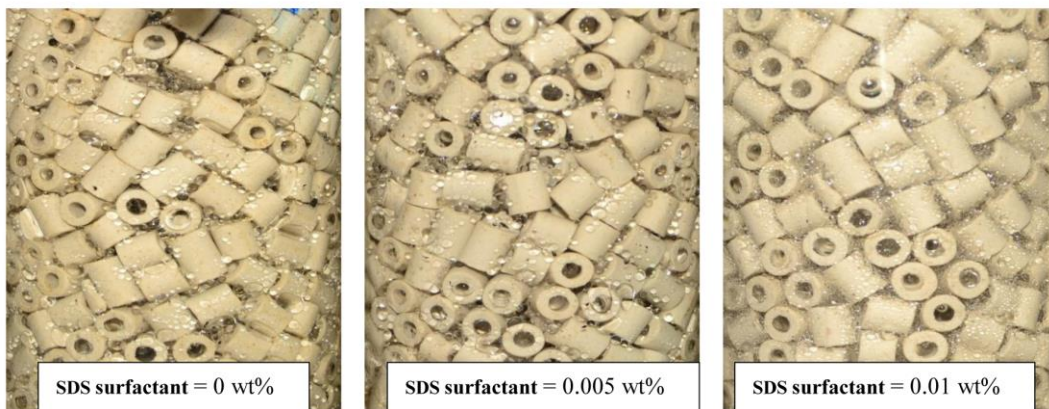 SDS surfactant = 0 wt%
SDS surfactant = 0.005 wt%
SDS surfactant = 0.01 wt%